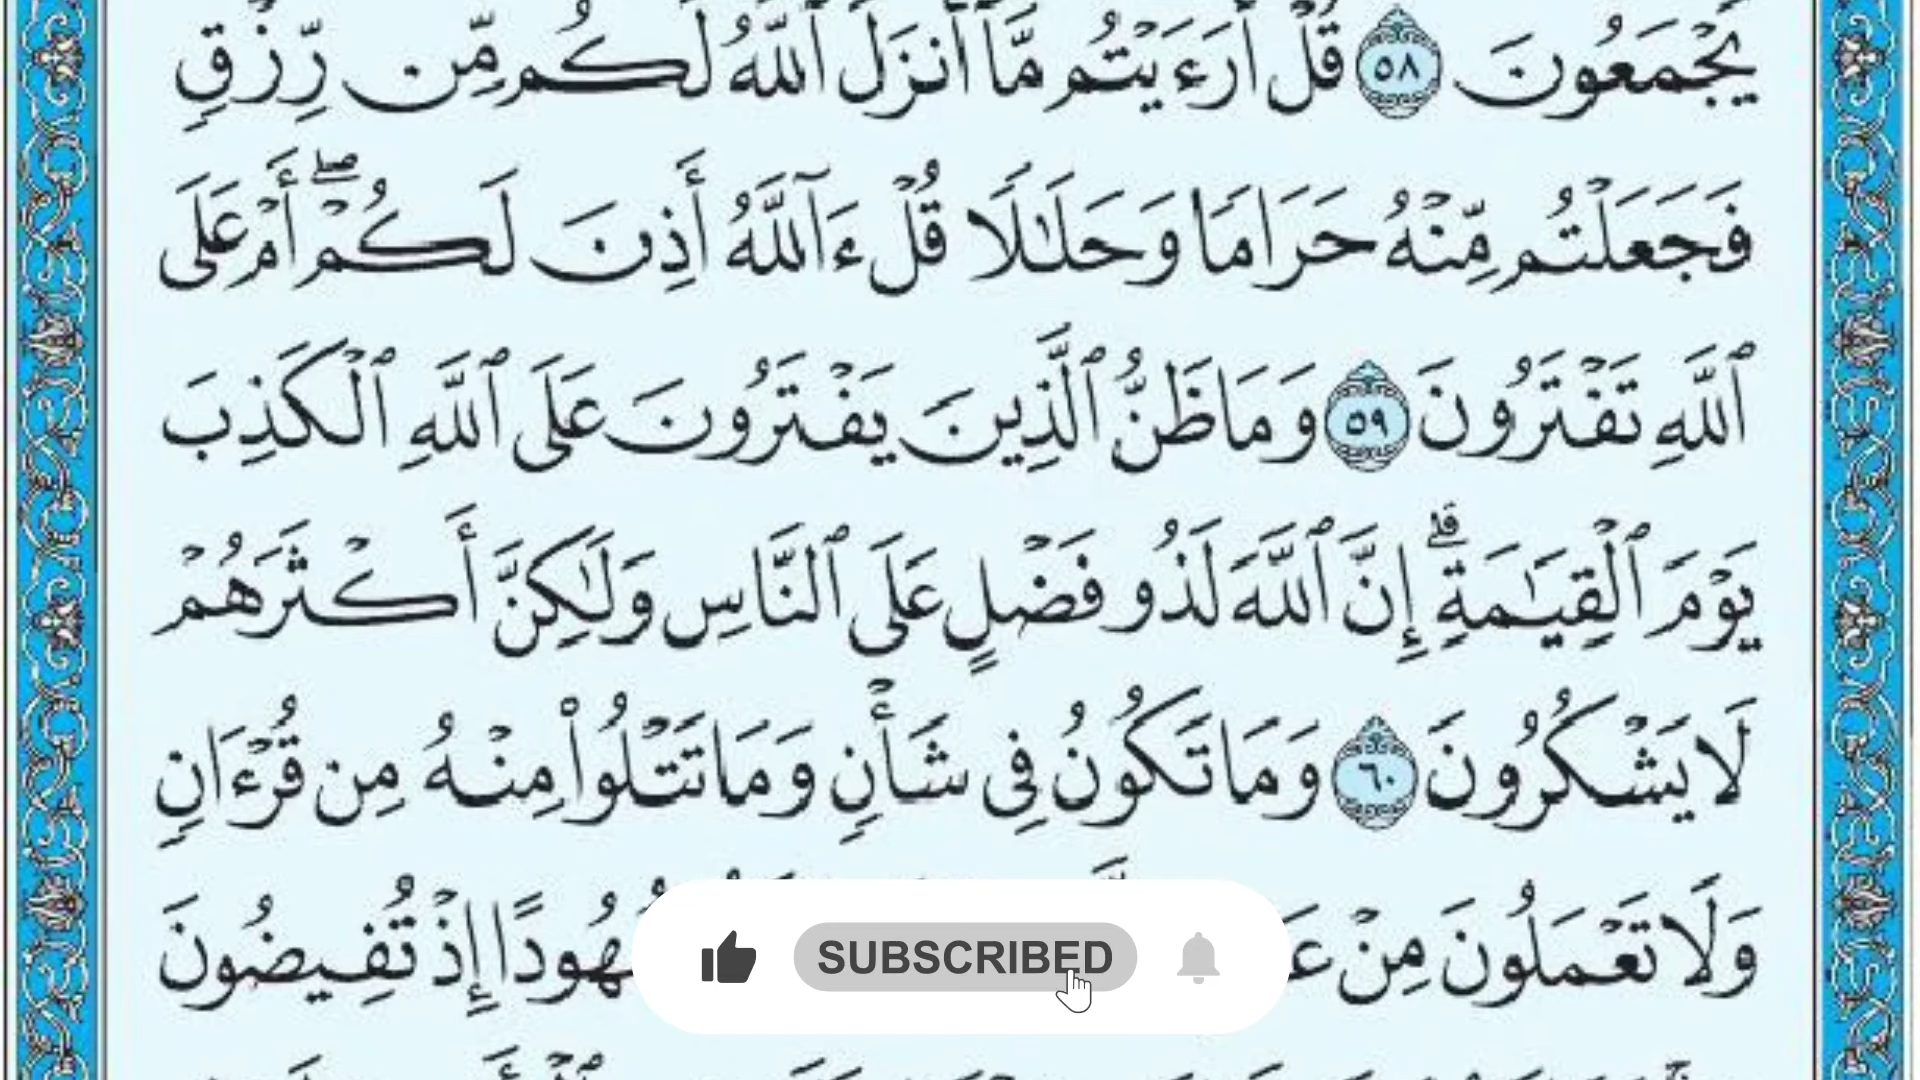 يَجْمَعُونَ ٥٨ قُلْ أَرَءَيْتُم مَّآ أَنزَلَ ٱللَّهُ لَكُم مِّن رِّزْقٍ
فَجَعَلْتُم مِّنْهُ حَرَامًا وَحَلَٰلًا قُلْ ءَآللَّهُ أَذِنَ لَكُمْ ۖ أَمْ عَلَى
ٱللَّهِ تَفْتَرُونَ ٥٩ وَمَا ظَنُّ ٱلَّذِينَ يَفْتَرُونَ عَلَى ٱللَّهِ ٱلْكَذِبَ
يَوْمَ ٱلْقِيَٰمَةِ ۗ إِنَّ ٱللَّهَ لَذُو فَضْلٍ عَلَى ٱلنَّاسِ وَلَٰكِنَّ أَكْثَرَهُمْ
لَا يَشْكُرُونَ ٦٠ وَمَا تَكُونُ فِى شَأْنٍ وَمَا تَتْلُوا۟ مِنْهُ مِن قُرْءَانٍ
وَلَا تَعْمَلُونَ مِنْ إِذْ تُفِيضُونَ
SUBSCRIBED